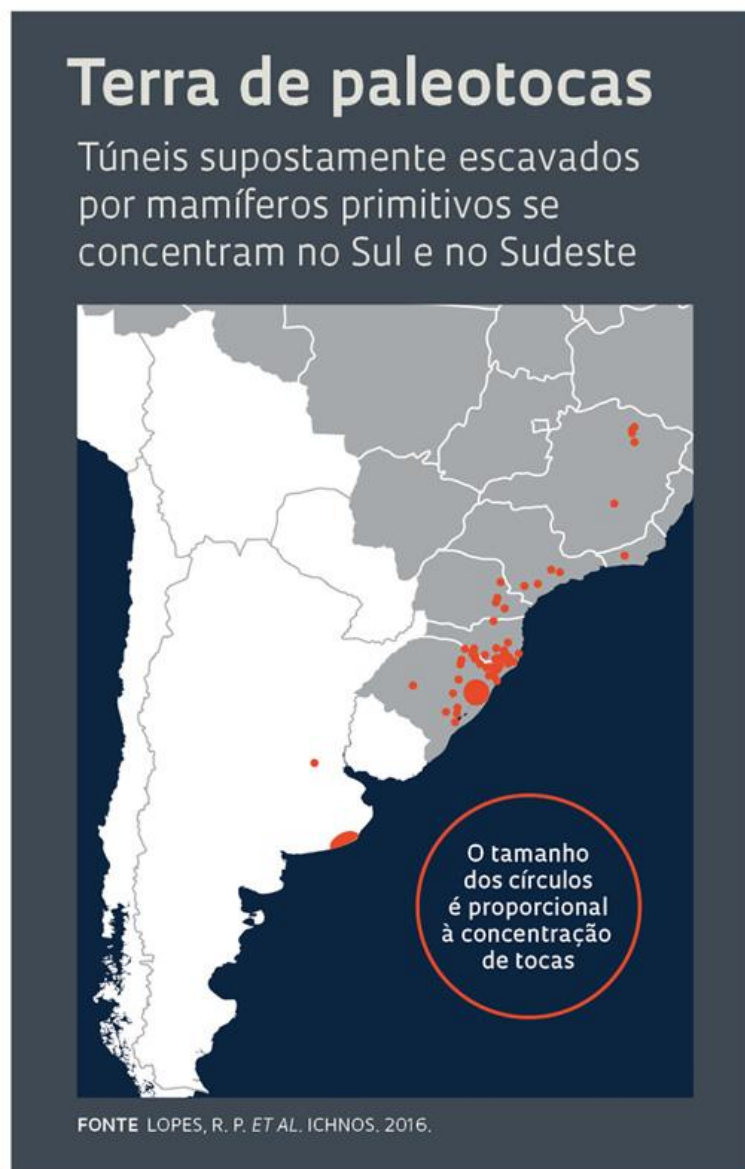 Terra de paleotocas
Túneis supostamente escavados
por mamíferos primitivos se
concentram no Sul e no Sudeste
O tamanho
dos círculos
é proporcional
à concentração
de tocas
FONTE LOPES, R. P. ET AL. ICHNOS. 2016.